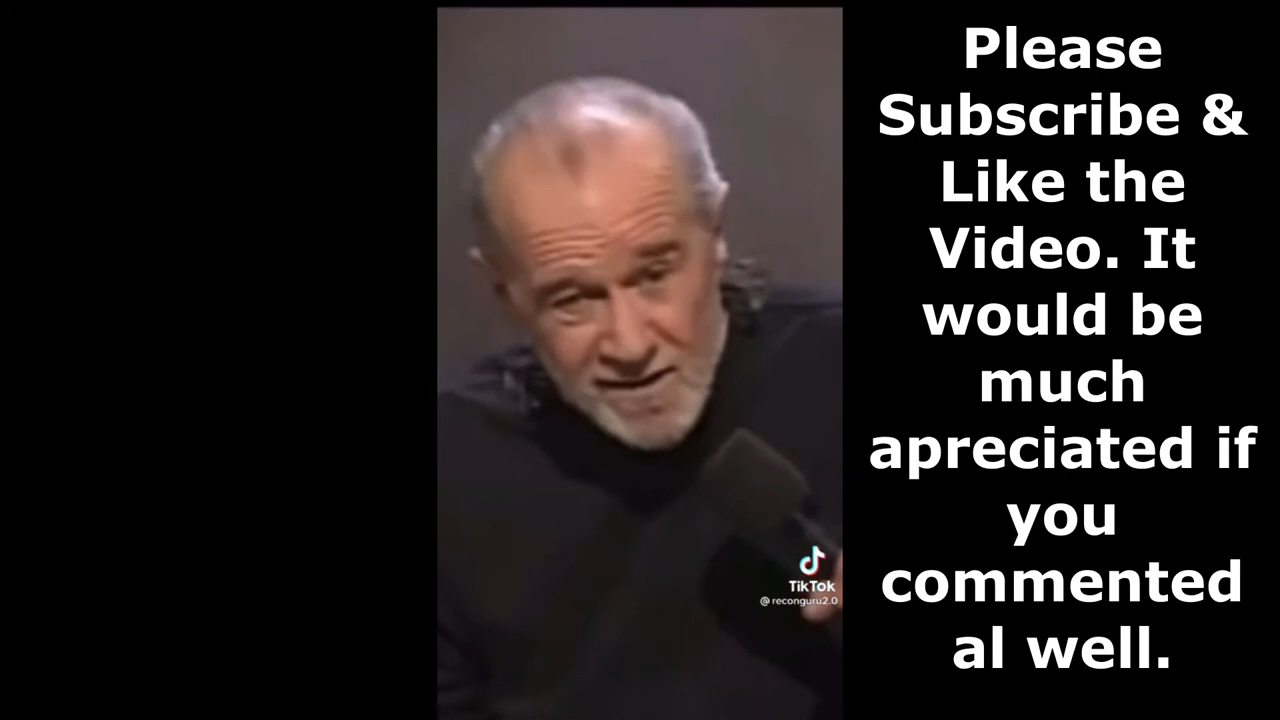 Please
Subscribe &
Like the
Video. It
would be
much
apreciated if
you
commented
al well.
TikTok
@reconguru2.0